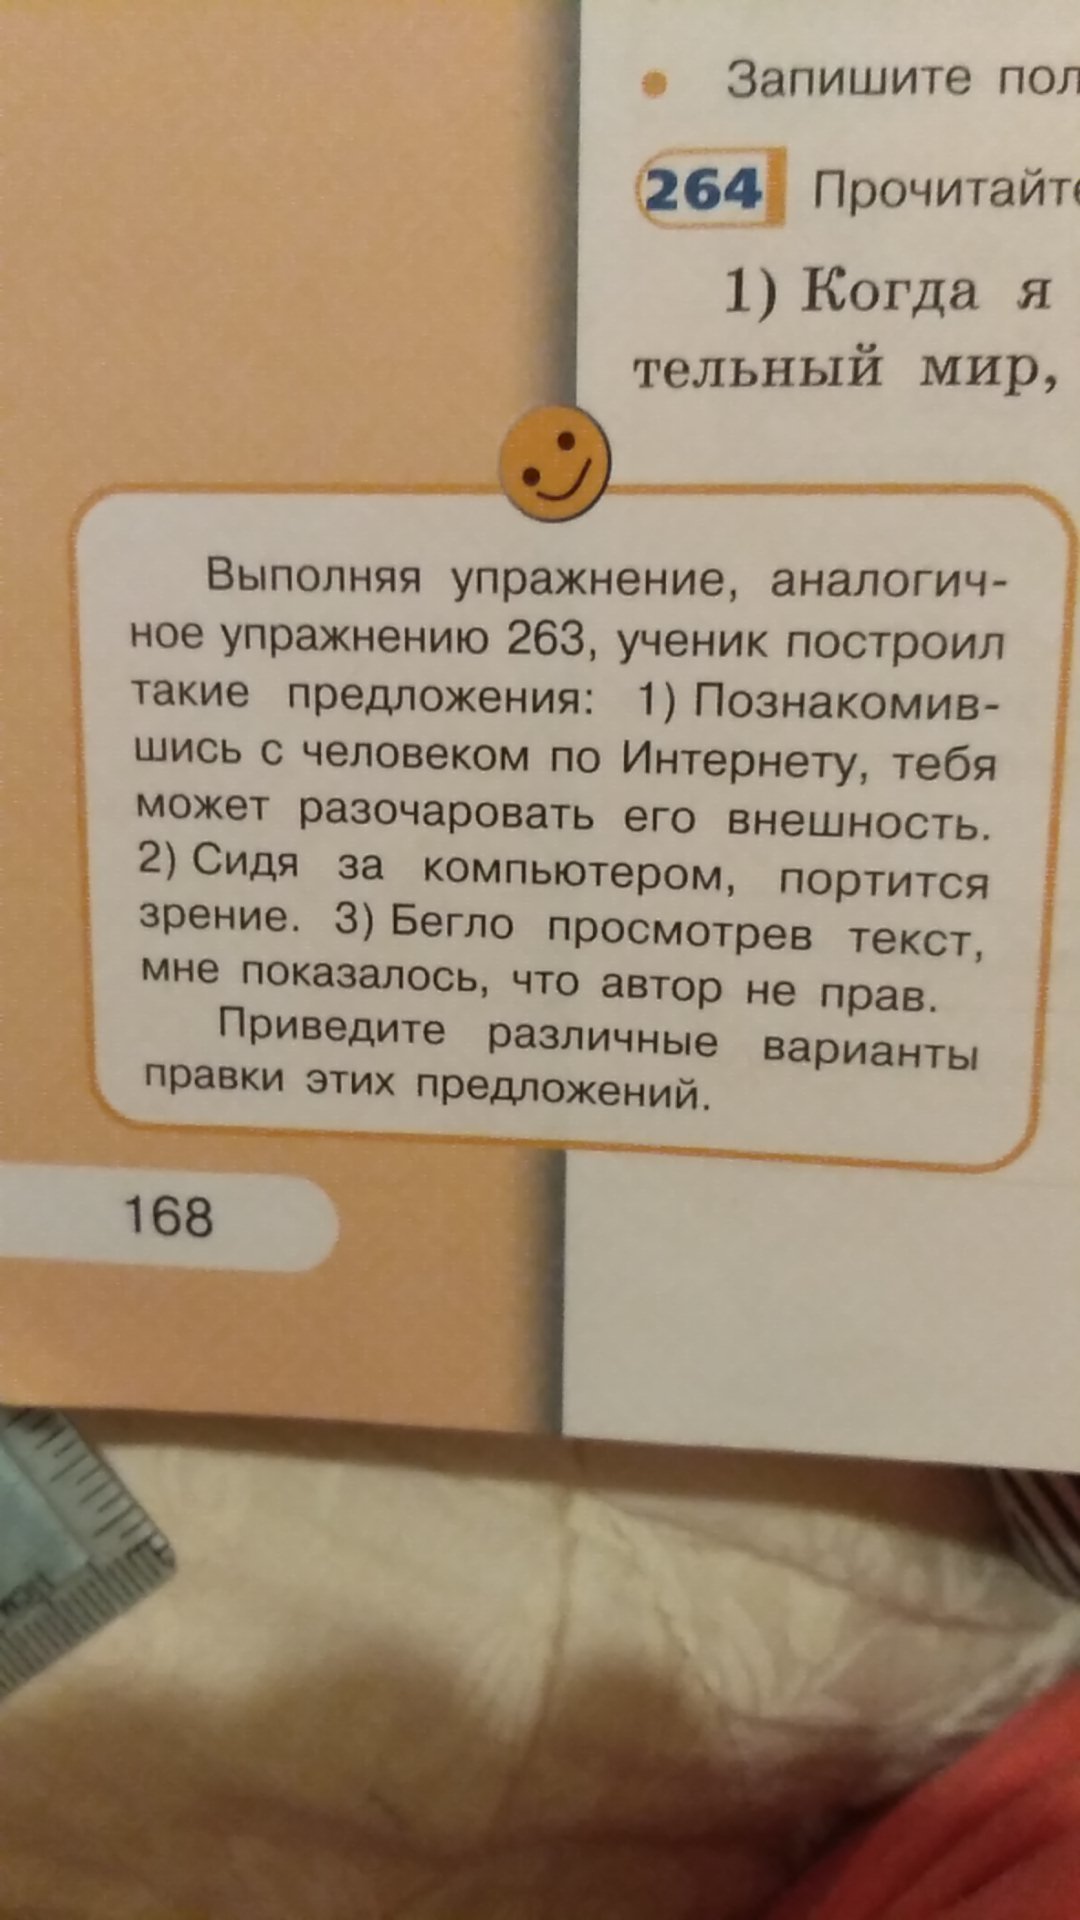 Запишите
264 Прочитайте
1) Когда я
тельный мир,
Выполняя упражнение, аналогич-
ное упражнению 263, ученик построил
такие предложения: 1) Познакомив-
шись с человеком по Интернету, тебя
может разочаровать его внешность.
2) Сидя за компьютером, портится
зрение. 3) Бегло просмотрев текст,
мне показалось, что автор не прав.
Приведите различные варианты
правки этих предложений.
168